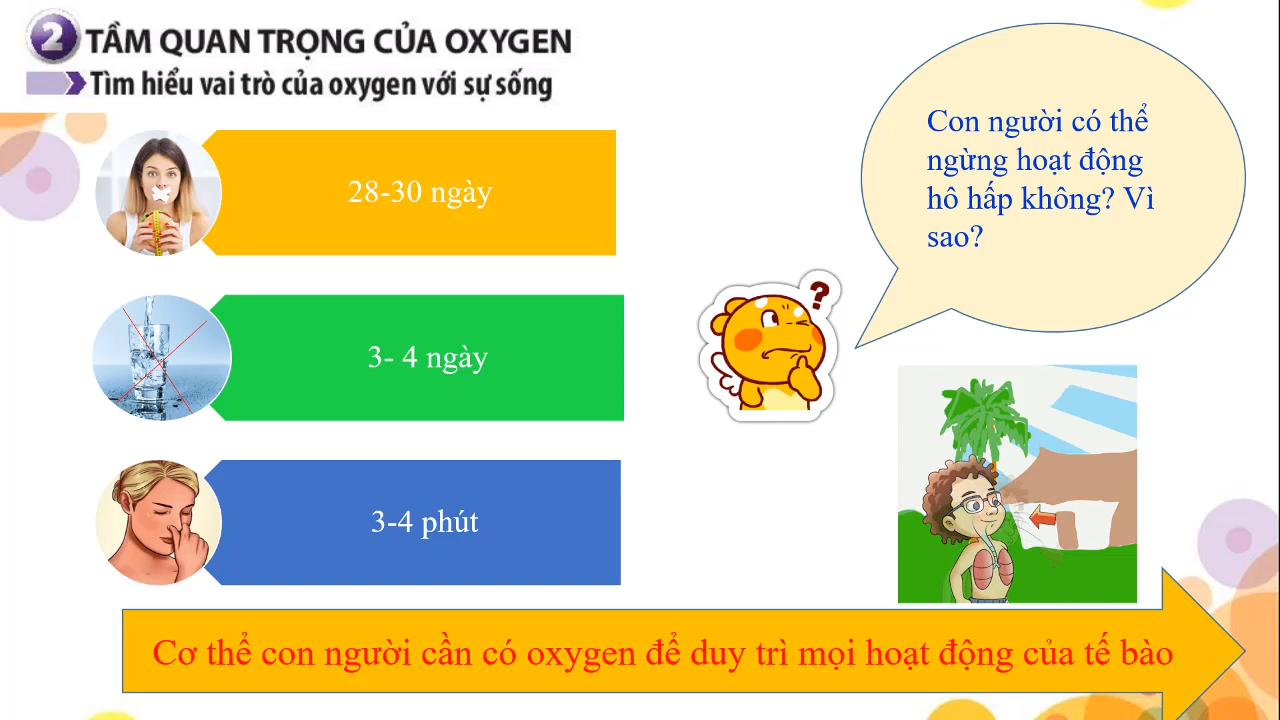 2 TẦM QUAN TRỌNG CỦA OXYGEN
Tìm hiểu vai trò của oxygen với sự sống
28-30 ngày
3- 4 ngày
3-4 phút
Con người có thể
ngừng hoạt động
hô hấp không? Vì
sao?
?
Cơ thể con người cần có oxygen để duy trì mọi hoạt động của tế bào